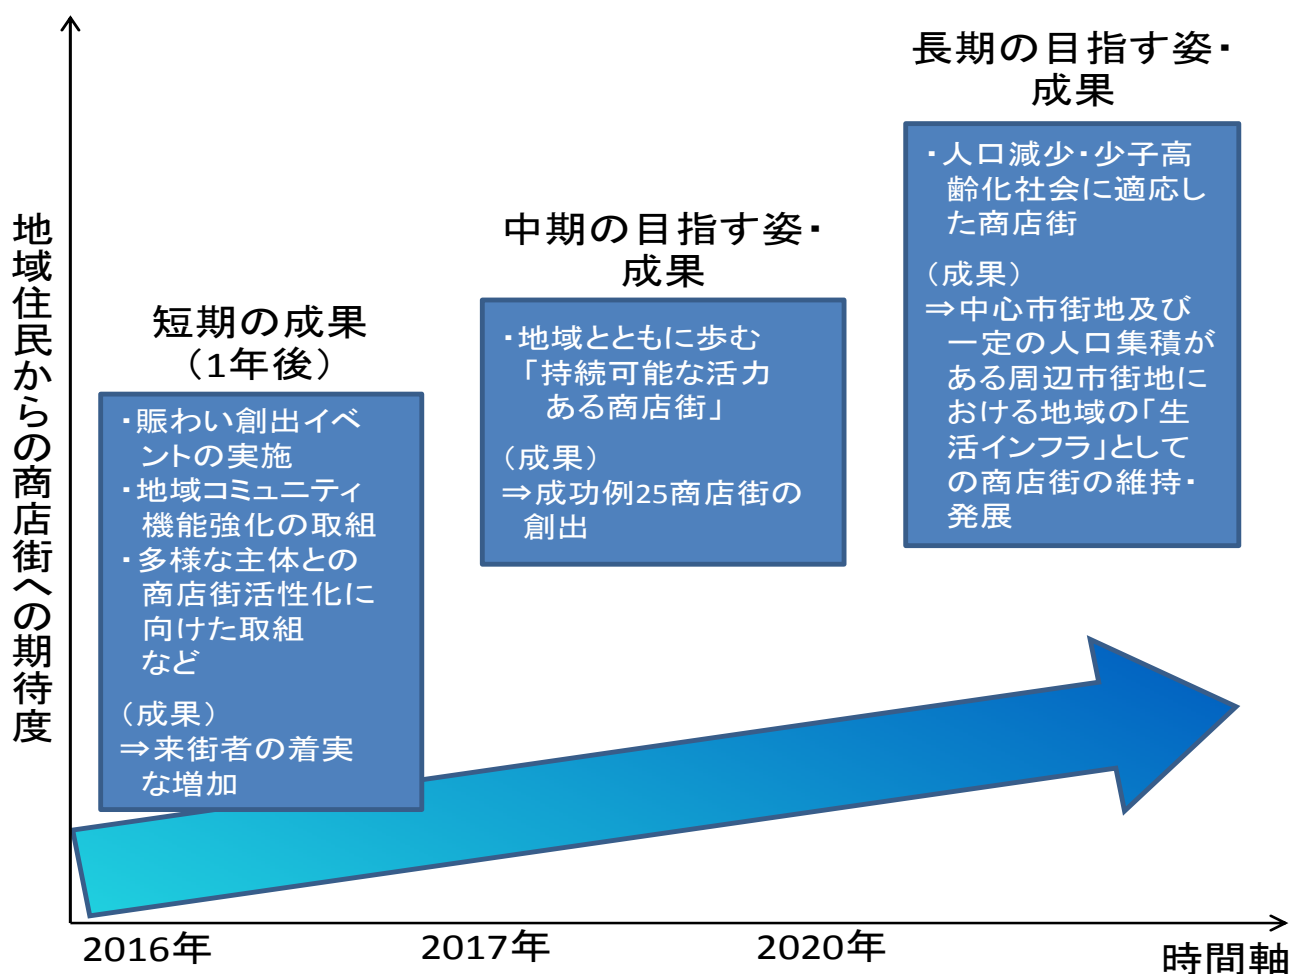 地域住民からの商店街への期待度
短期の成果
（1年後）
・賑わい創出イベ
ントの実施
・地域コミュニティ
機能強化の取組
・多様な主体との
商店街活性化に
向けた取組
など
（成果）
⇒来街者の着実
な増加
中期の目指す姿・
成果
・地域とともに歩む
「持続可能な活力
ある商店街」
（成果）
⇒成功例25商店街の
創出
長期の目指す姿・
成果
・人口減少・少子高
齢化社会に適応し
た商店街
（成果）
⇒中心市街地及び
一定の人口集積が
ある周辺市街地に
おける地域の「生
活インフラ」として
の商店街の維持・
発展
2016年
2017年
2020年
時間軸